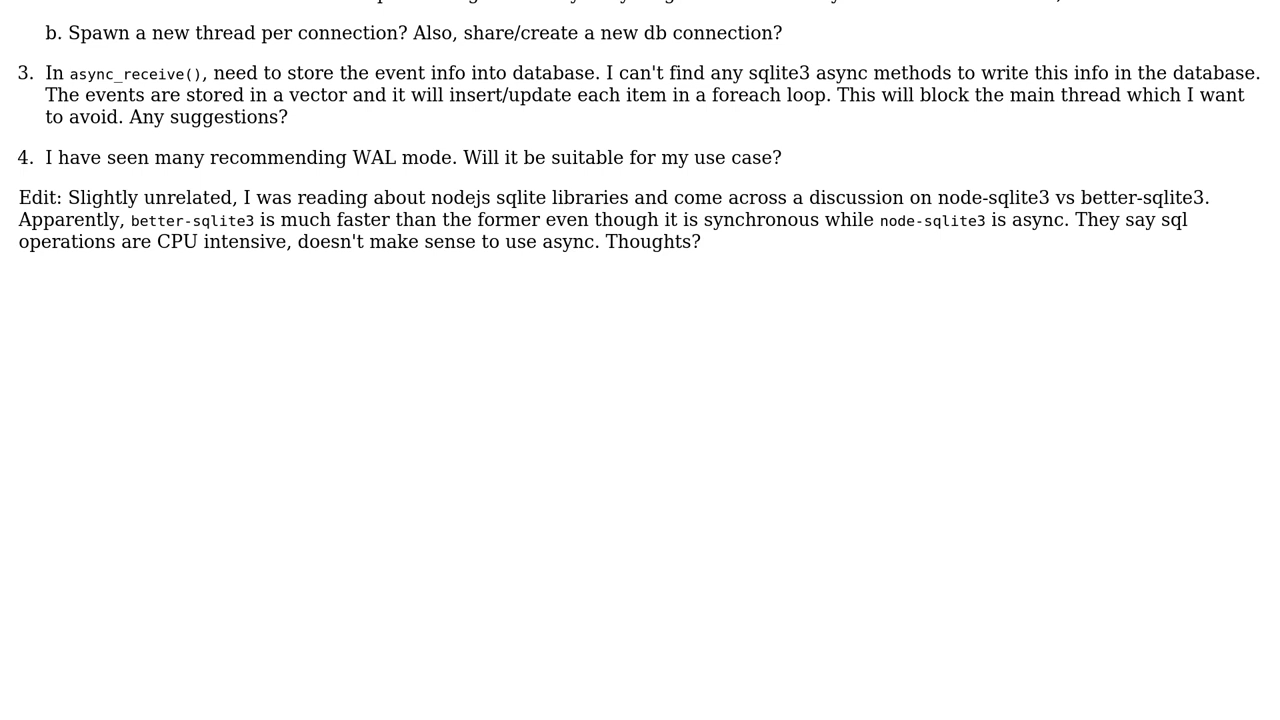 b. Spawn a new thread per connection? Also, share/create a new db connection?
3. In async_receive(), need to store the event info into database. I can't find any sqlite3 async methods to write this info in the database.
The events are stored in a vector and it will insert/update each item in a foreach loop. This will block the main thread which I want
to avoid. Any suggestions?
4. I have seen many recommending WAL mode. Will it be suitable for my use case?
Edit: Slightly unrelated, I was reading about nodejs sqlite libraries and come across a discussion on node-sqlite3 vs better-sqlite3.
Apparently, better-sqlite3 is much faster than the former even though it is synchronous while node-sqlite3 is async. They say sql
operations are CPU intensive, doesn't make sense to use async. Thoughts?